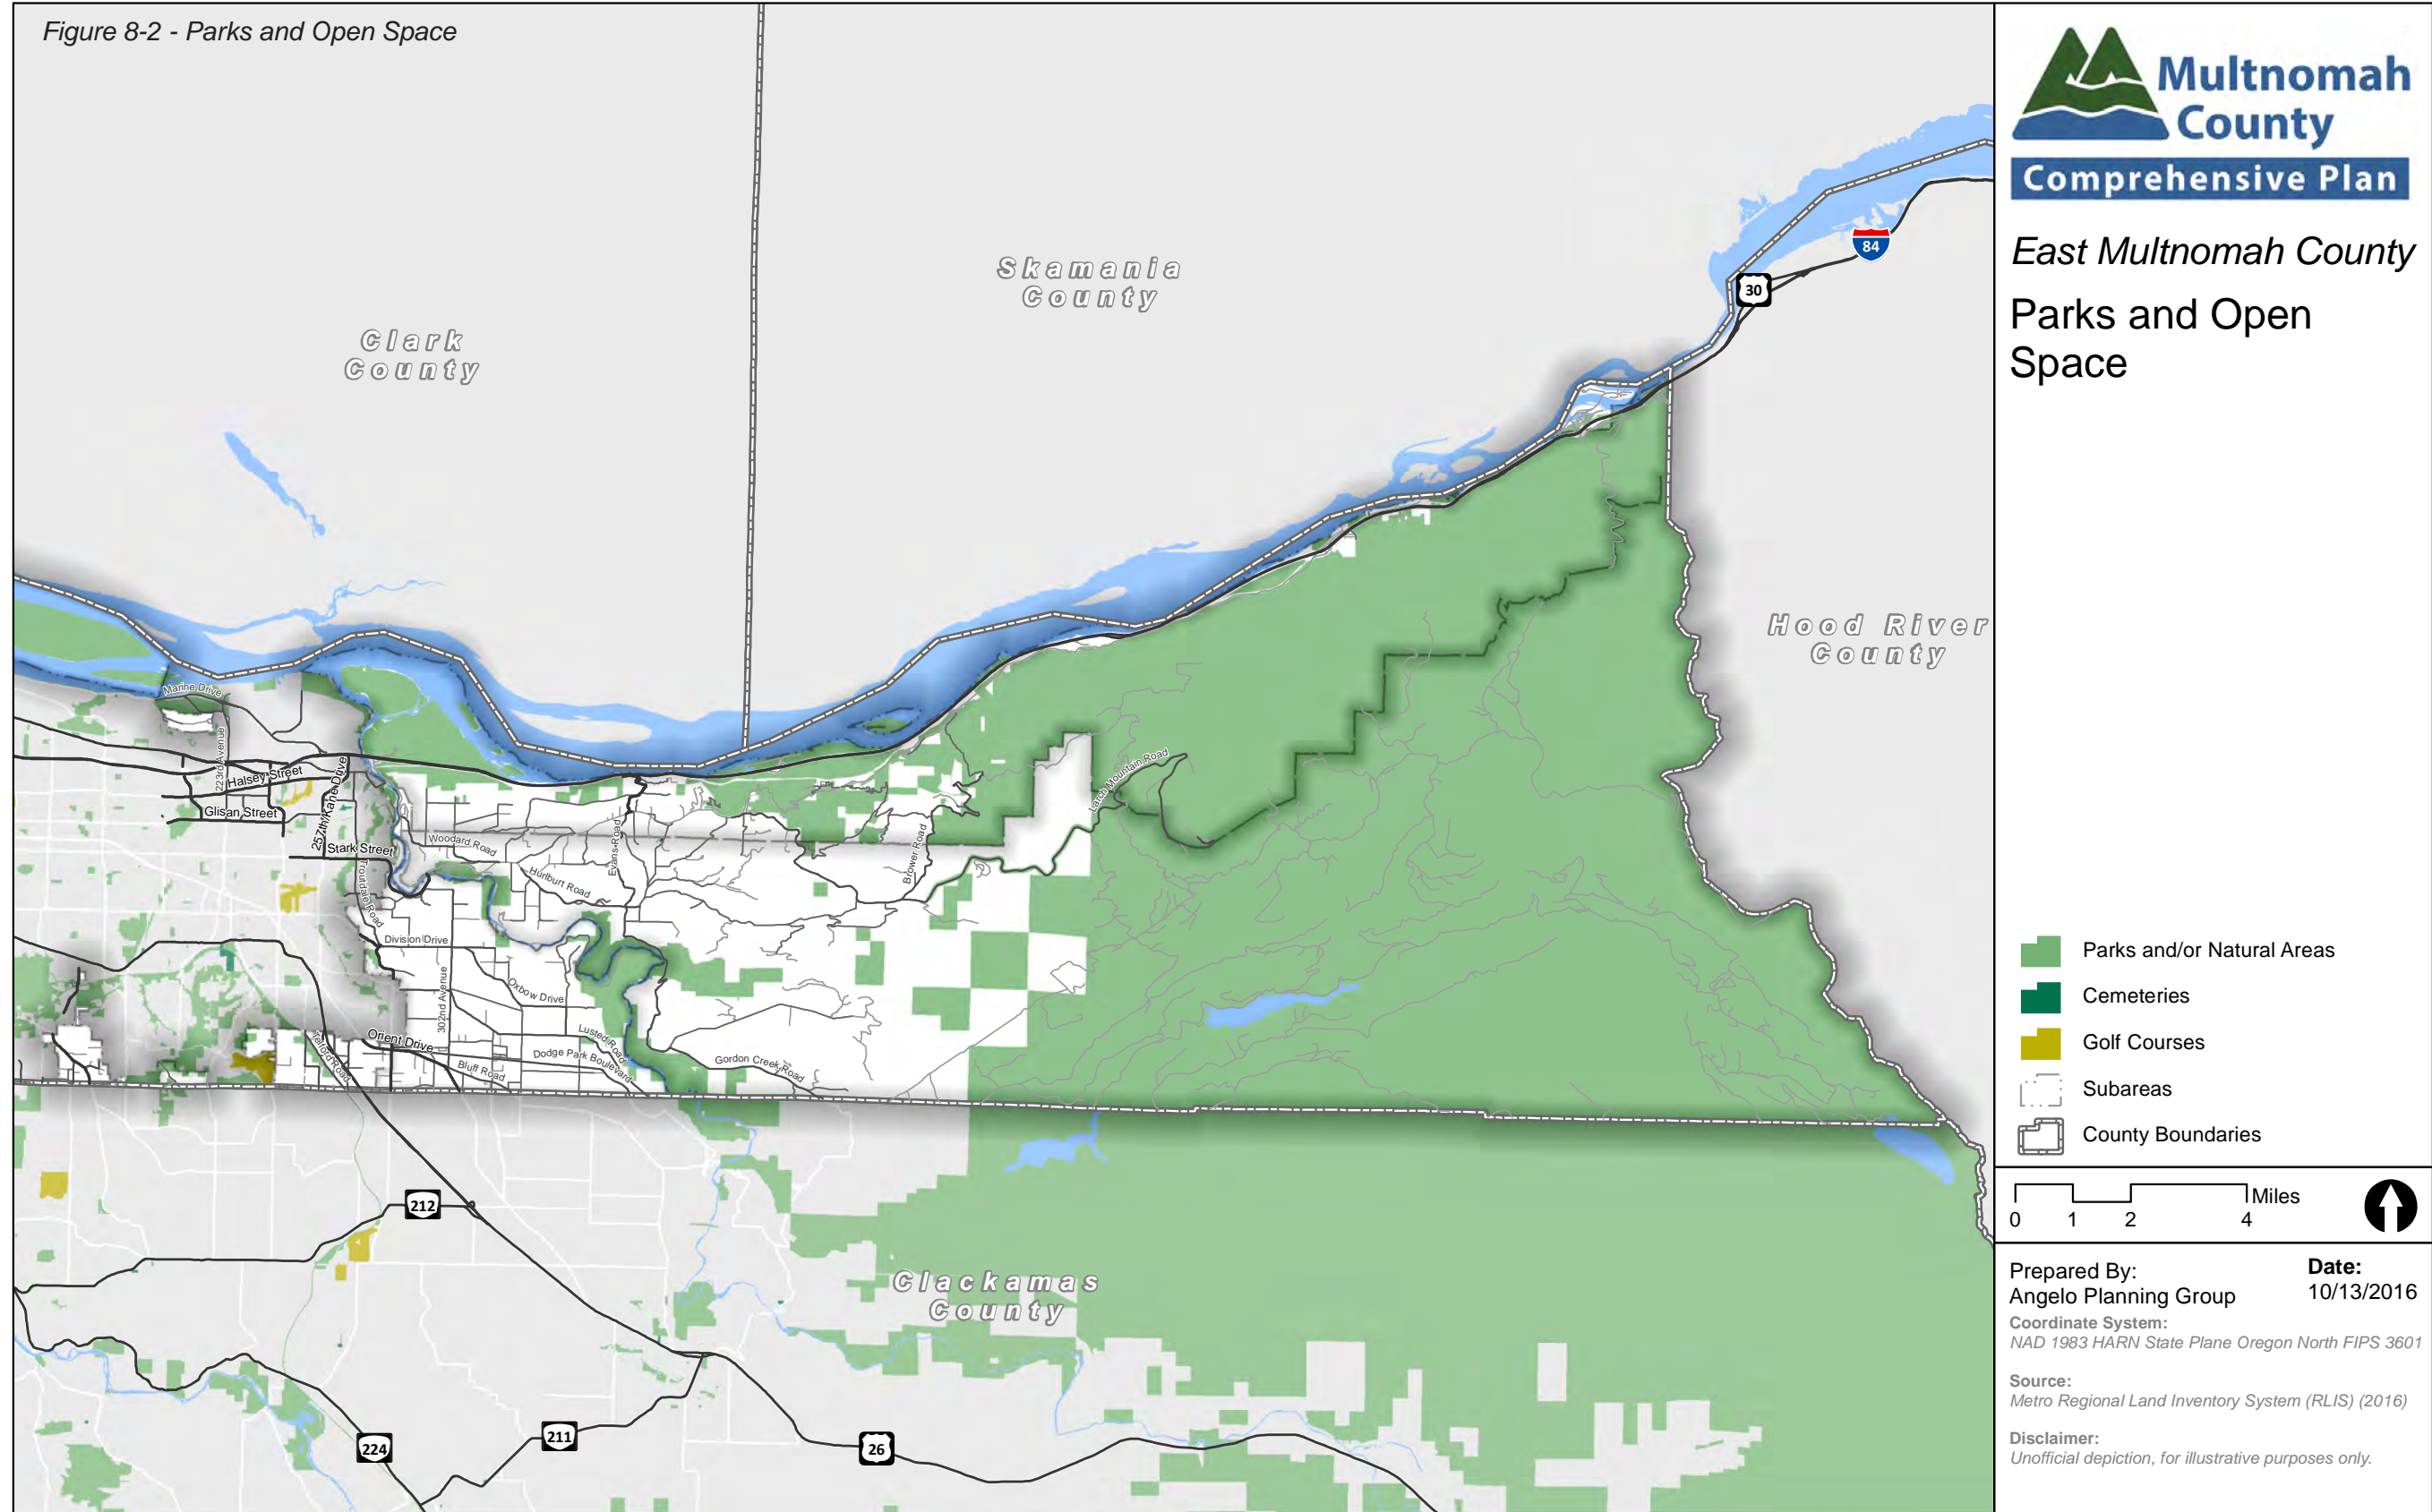 Figure 8-2 - Parks and Open Space
Multnomah
County
Comprehensive Plan
East Multnomah County
Parks and Open
Space
84
30
Skamania
County
Clark
County
Hood River
County
Marine Drive
223rd Avenue
Halsey Street
257th/Kane Drive
Glisan Street
Stark Street
Troutdale Road
Woodard Road
Evans Road
Hurlburt Road
Brower Road
Larch Mountain Road
Division Drive
302nd Avenue
Oxbow Drive
Orient Drive
Lusted Road
Telford Road
Bluff Road
Dodge Park Boulevard
Gordon Creek Road
212
Clackamas
County
211
224
26
Parks and/or Natural Areas
Cemeteries
Golf Courses
Subareas
County Boundaries
Miles
0 1 2 4
Prepared By:
Angelo Planning Group
Date:
10/13/2016
Coordinate System:
NAD 1983 HARN State Plane Oregon North FIPS 3601
Source:
Metro Regional Land Inventory System (RLIS) (2016)
Disclaimer:
Unofficial depiction, for illustrative purposes only.